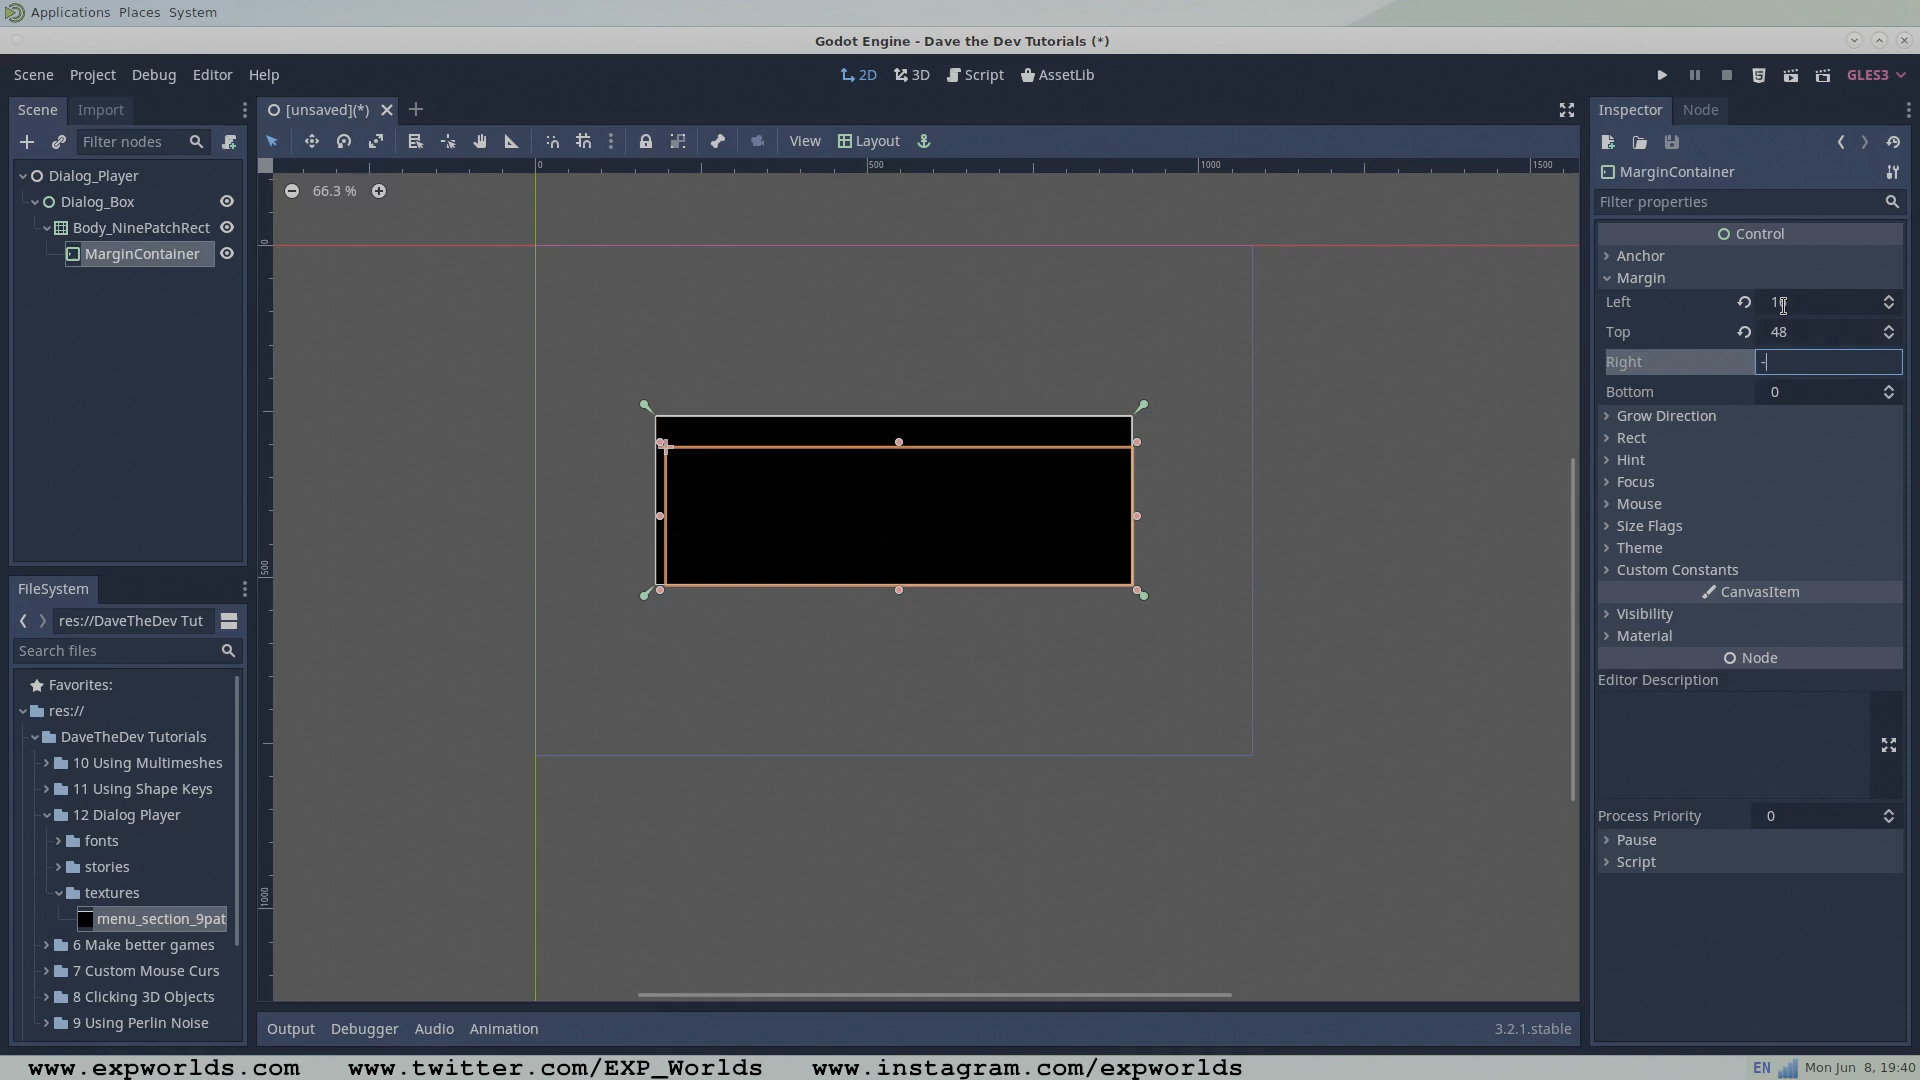 Applications Places System
Godot Engine - Dave the Dev Tutorials (*)
Scene Project Debug Editor Help
2D 3D Script AssetLib
GLES3
Scene Import
[unsaved](*)
Inspector Node
Filter nodes
View Layout
MarginContainer
Filter properties
Dialog_Player
Dialog_Box
Body_NinePatchRect
MarginContainer
0 500 1000 1500
66.3 %
0
500
1000
Control
Anchor
Margin
Left
Top 48
Right -
Bottom 0
Grow Direction
Rect
Hint
Focus
Mouse
Size Flags
Theme
Custom Constants
CanvasItem
Visibility
Material
Node
Editor Description
Process Priority 0
Pause
Script
FileSystem
res://DaveTheDev Tut
Search files
Favorites:
res://
DaveTheDev Tutorials
10 Using Multimeshes
11 Using Shape Keys
12 Dialog Player
fonts
stories
textures
menu_section_9pat
6 Make better games
7 Custom Mouse Curs
8 Clicking 3D Objects
9 Using Perlin Noise
Output Debugger Audio Animation
3.2.1.stable
www.expworlds.com www.twitter.com/EXP_Worlds www.instagram.com/expworlds
EN Mon Jun 8, 19:40